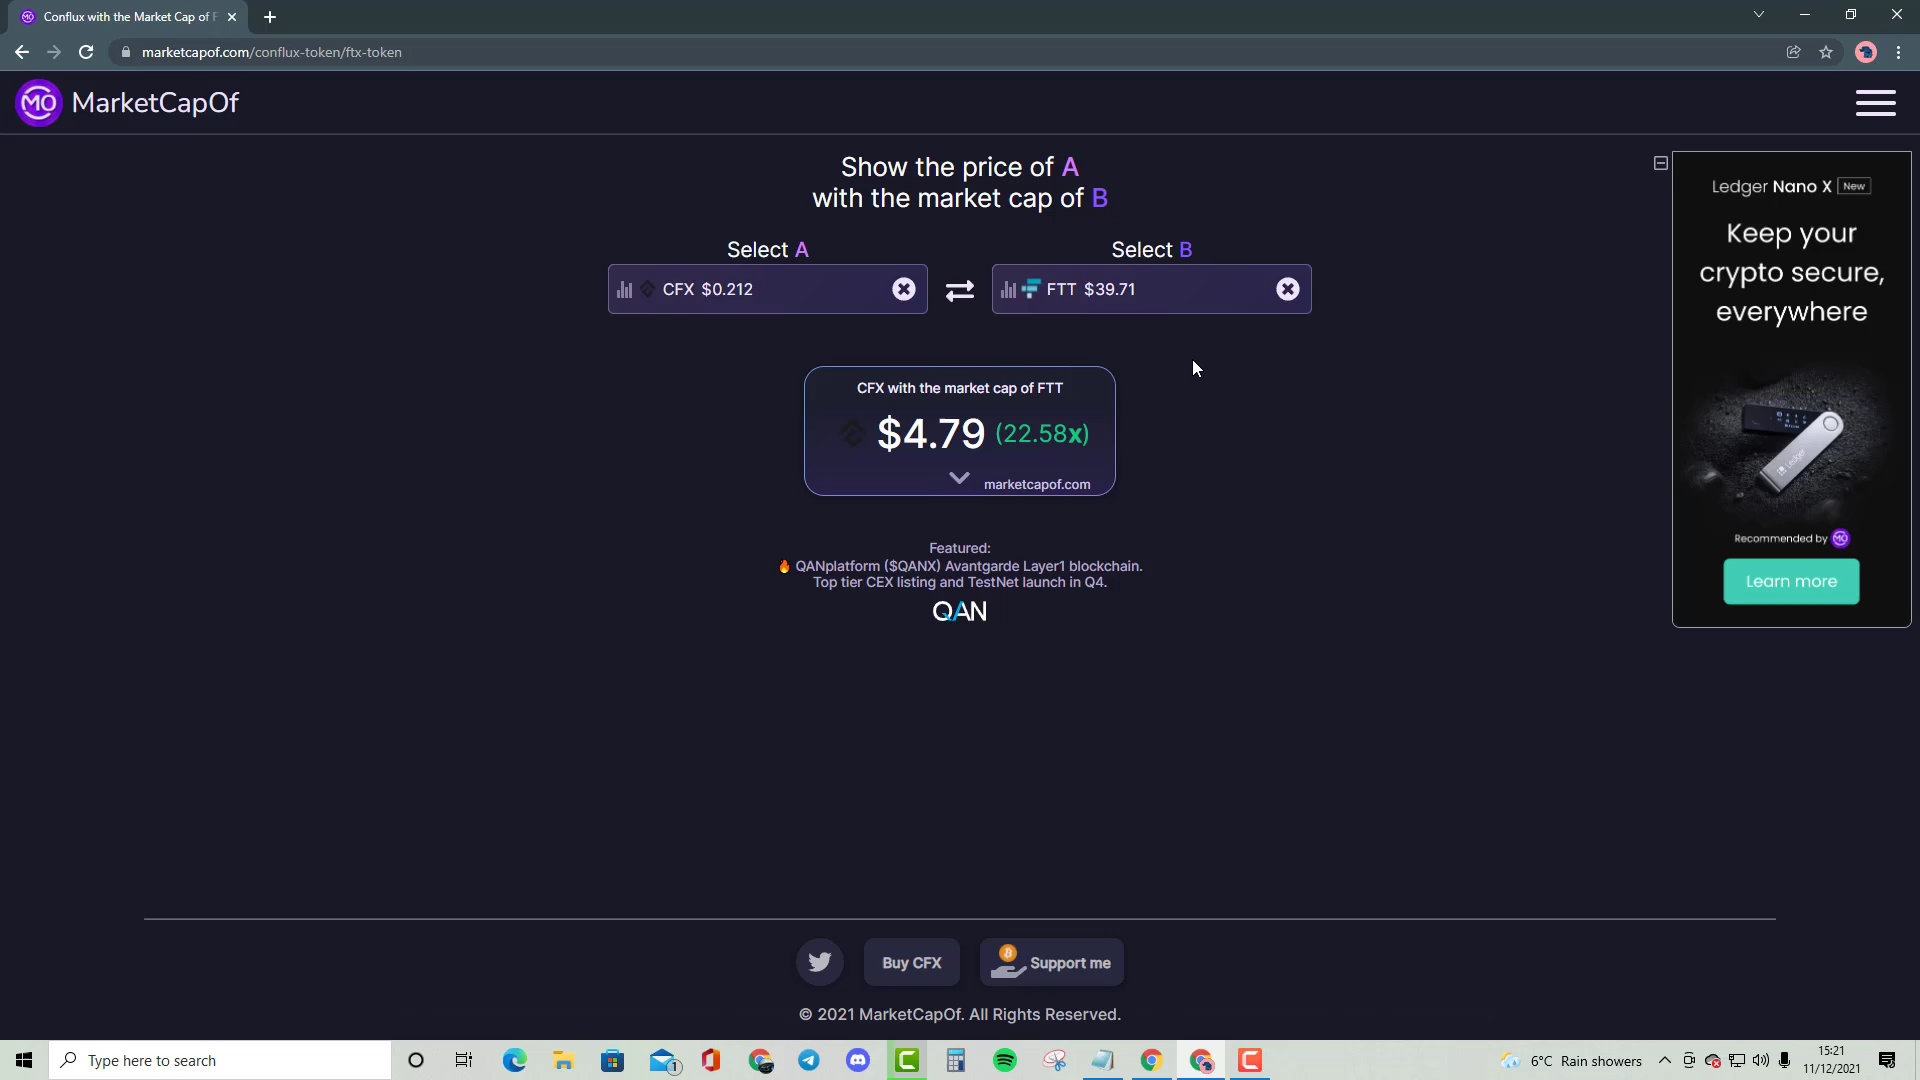 Conflux with the Market Cap of F
marketcapof.com/conflux-token/ftx-token
MO MarketCapOf
Show the price of A
with the market cap of B
Select A
Select B
CFX $0.212
FTT $39.71
CFX with the market cap of FTT
$4.79 (22.58x)
marketcapof.com
Featured:
QANplatform ($QANX) Avantgarde Layer1 blockchain.
Top tier CEX listing and TestNet launch in Q4.
QAN
Ledger Nano X New
Keep your
crypto secure,
everywhere
Ledger
Recommended by MO
Learn more
Buy CFX
Support me
© 2021 MarketCapOf. All Rights Reserved.
Type here to search
1
6°C Rain showers
15:21
11/12/2021